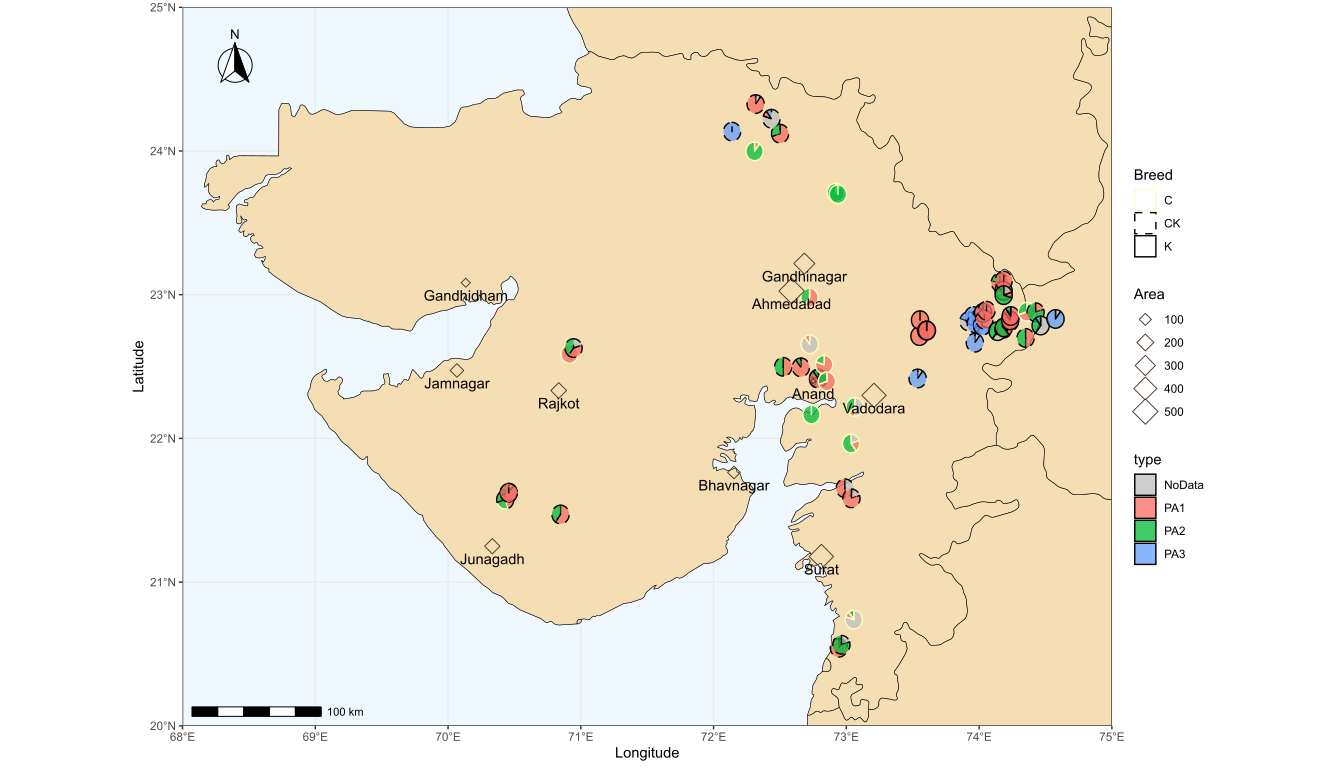 25°N
24°N
23°N
22°N
21°N
20°N
Latitude
N
Gandhinagar
Ahmedabad
Gandhidham
Jamnagar
Rajkot
Anand
Vadodara
Bhavnagar
Junagadh
Surat
100 km
68°E 69°E 70°E 71°E 72°E 73°E 74°E 75°E
Longitude
Breed
C
CK
K
Area
100
200
300
400
500
type
NoData
PA1
PA2
PA3